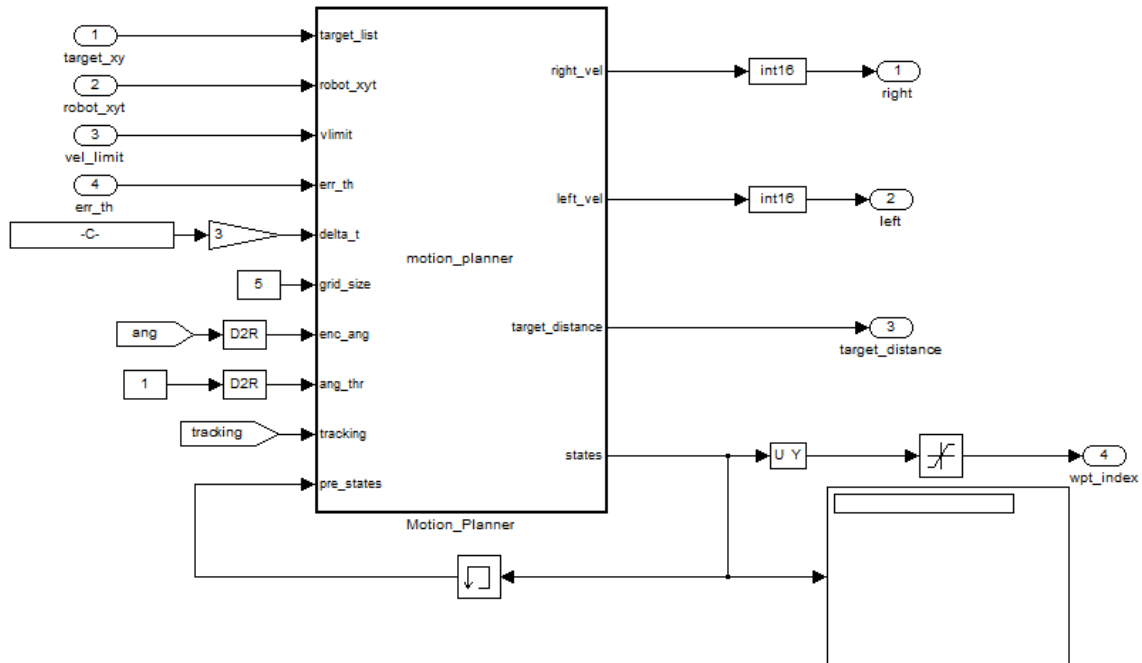 1
target_xy
2
robot_xyt
3
vel_limit
4
err_th
-C-
3
5
ang
D2R
1
D2R
tracking
target_list
robot_xyt
vlimit
err_th
delta_t
grid_size
enc_ang
ang_thr
tracking
pre_states
motion_planner
right_vel
left_vel
target_distance
states
Motion_Planner
int16
1
right
int16
2
left
3
target_distance
U Y
4
wpt_index